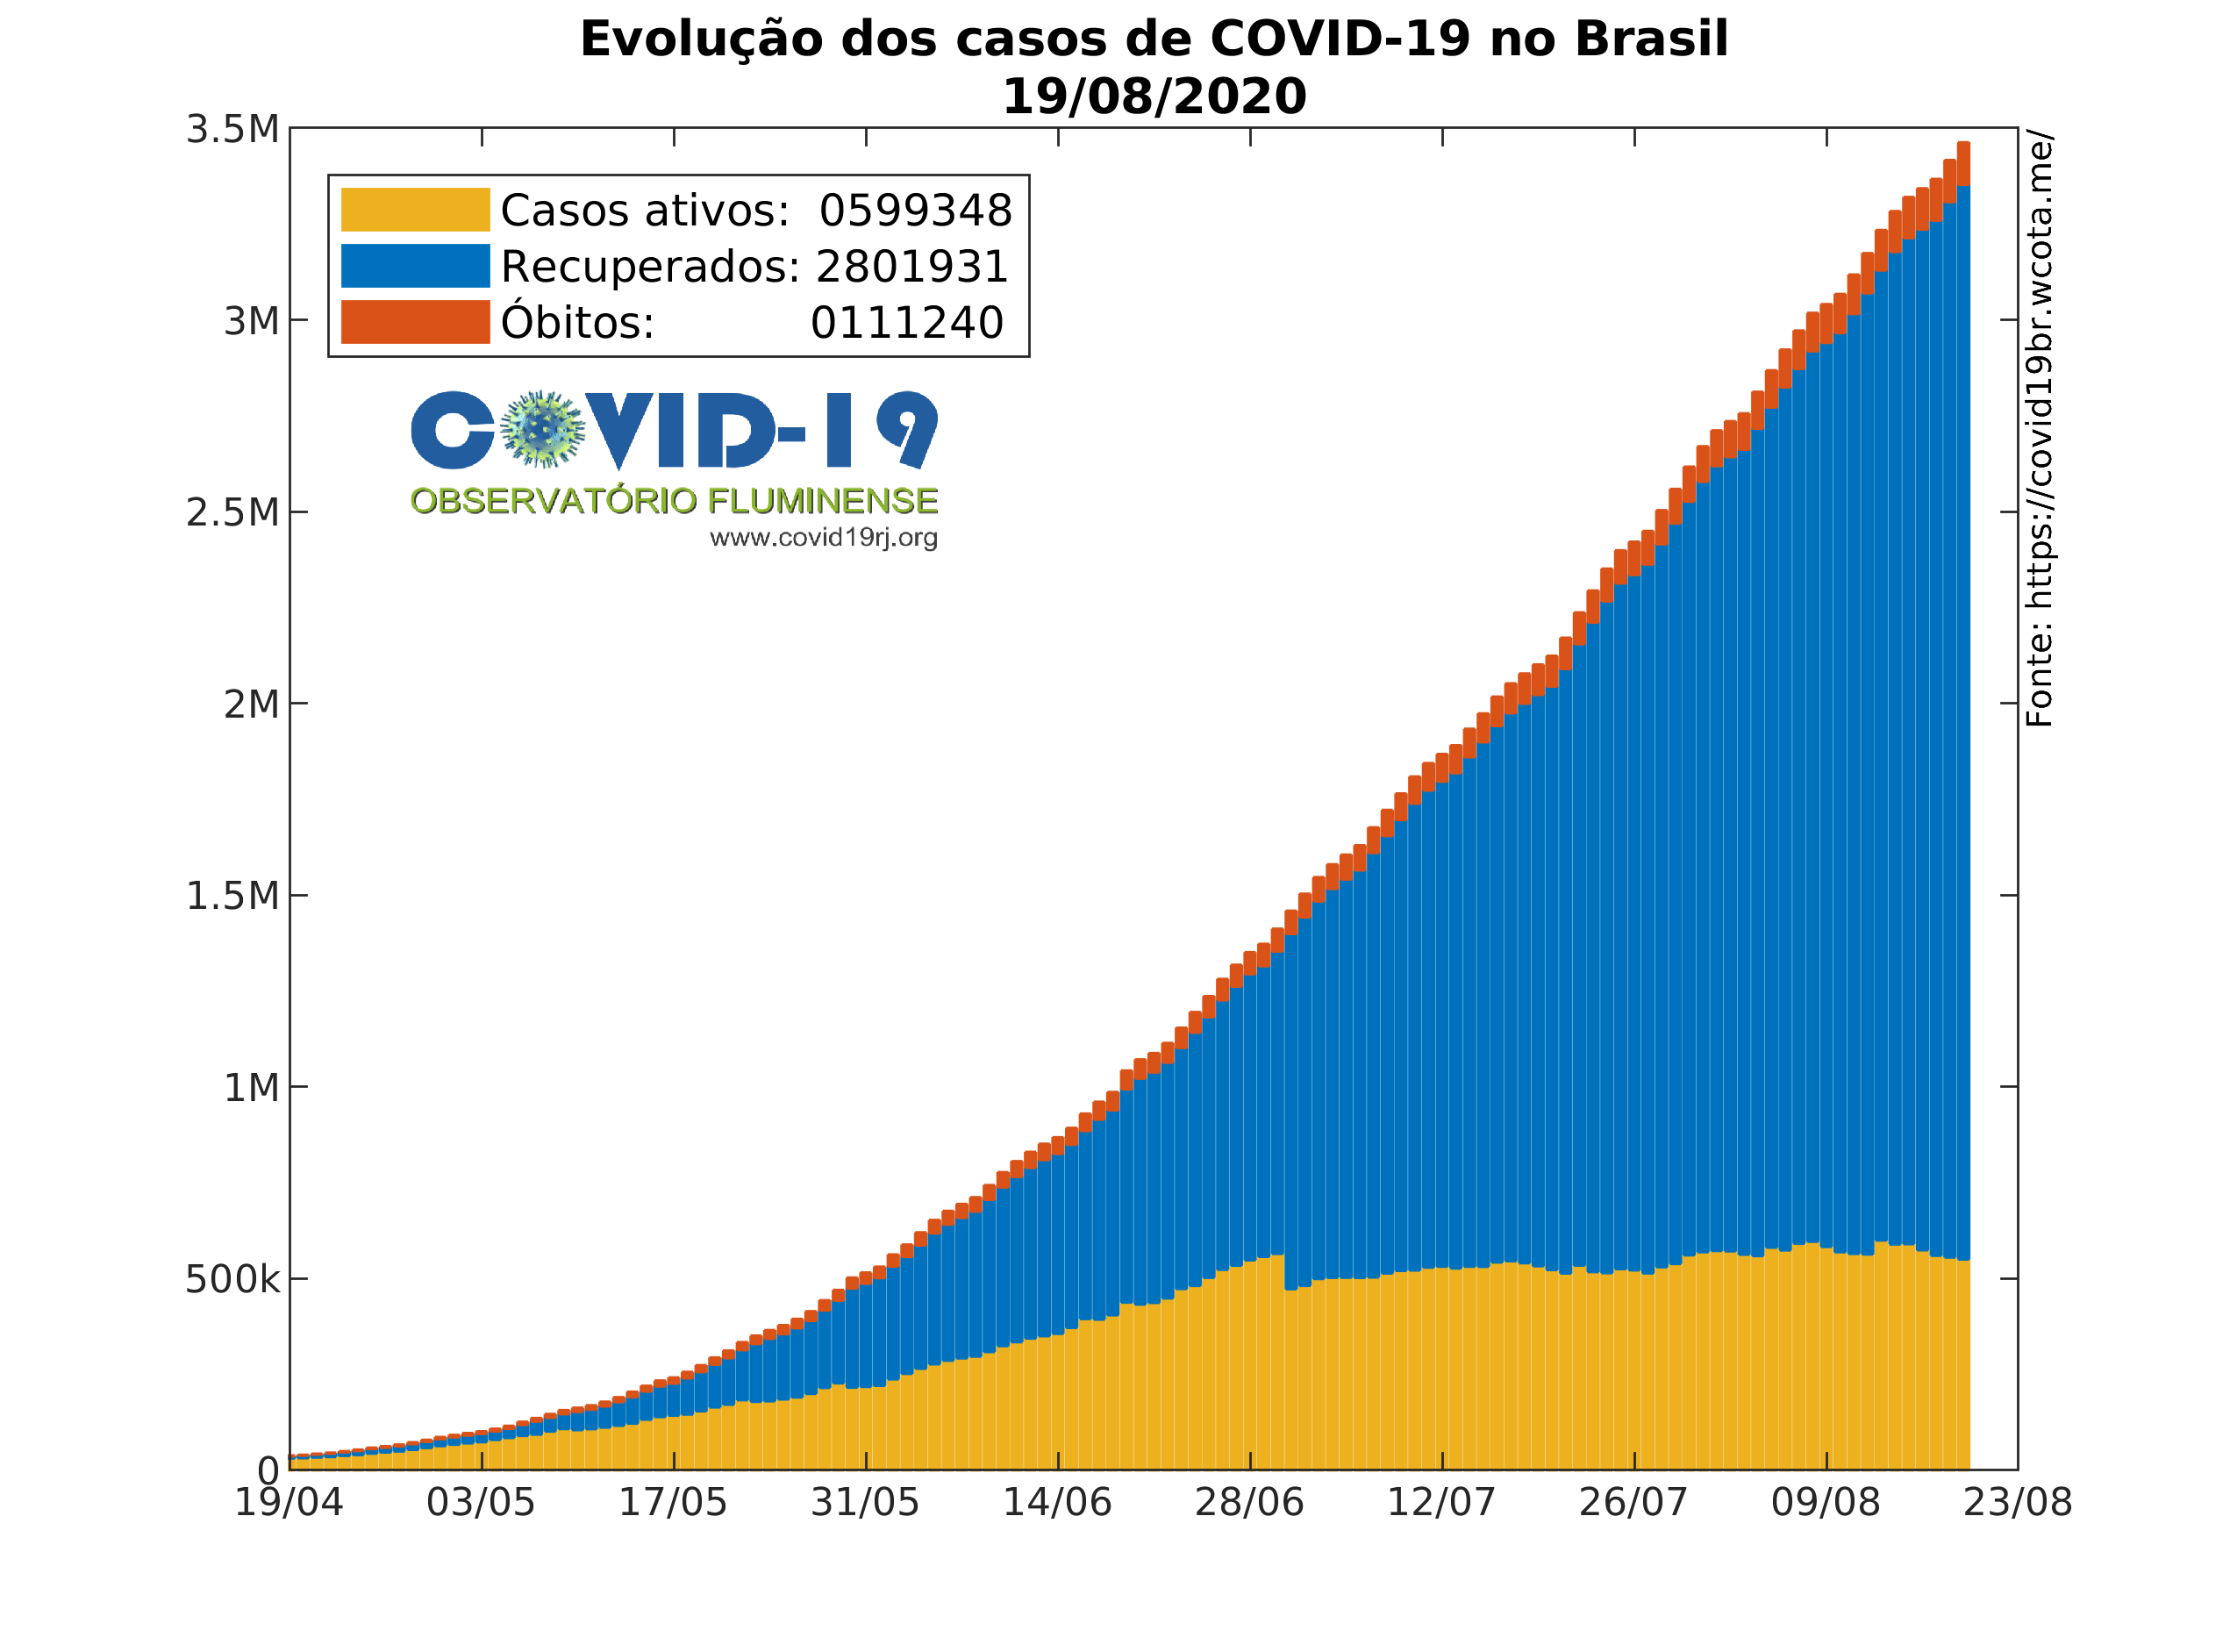 Evolução dos casos de COVID-19 no Brasil
19/08/2020
3.5M
3M
2.5M
2M
1.5M
1M
500k
0
Casos ativos: 0599348
Recuperados: 2801931
Óbitos: 0111240
COVID-19
OBSERVATÓRIO FLUMINENSE
www.covid19rj.org
Fonte: https://covid19br.wcota.me/
19/04 03/05 17/05 31/05 14/06 28/06 12/07 26/07 09/08 23/08